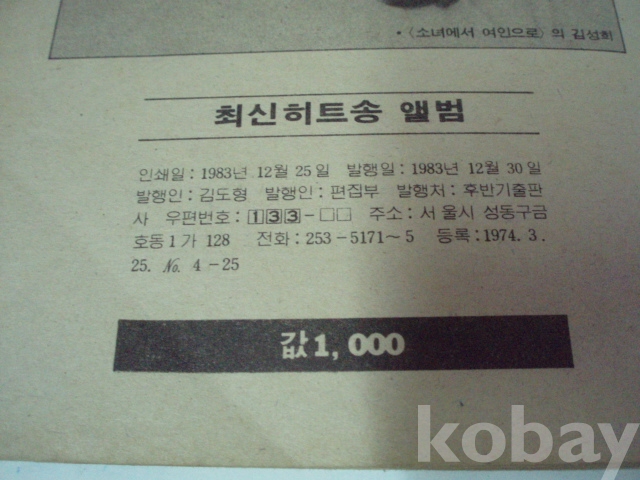 •〈소녀에서 여인으로〉의 김성희
최신히트송 앨범
인쇄일 : 1983년 12월 25일 발행일 : 1983년 12월 30일
발행인 : 김도형 발행인 : 편집부 발행처 : 후반기출판
사 우편번호 : 133-□□ 주소 : 서울시 성동구금
호동 1가 128 전화 : 253-5171~5 등록 : 1974. 3.
25. No. 4-25
값 1,000
kobay